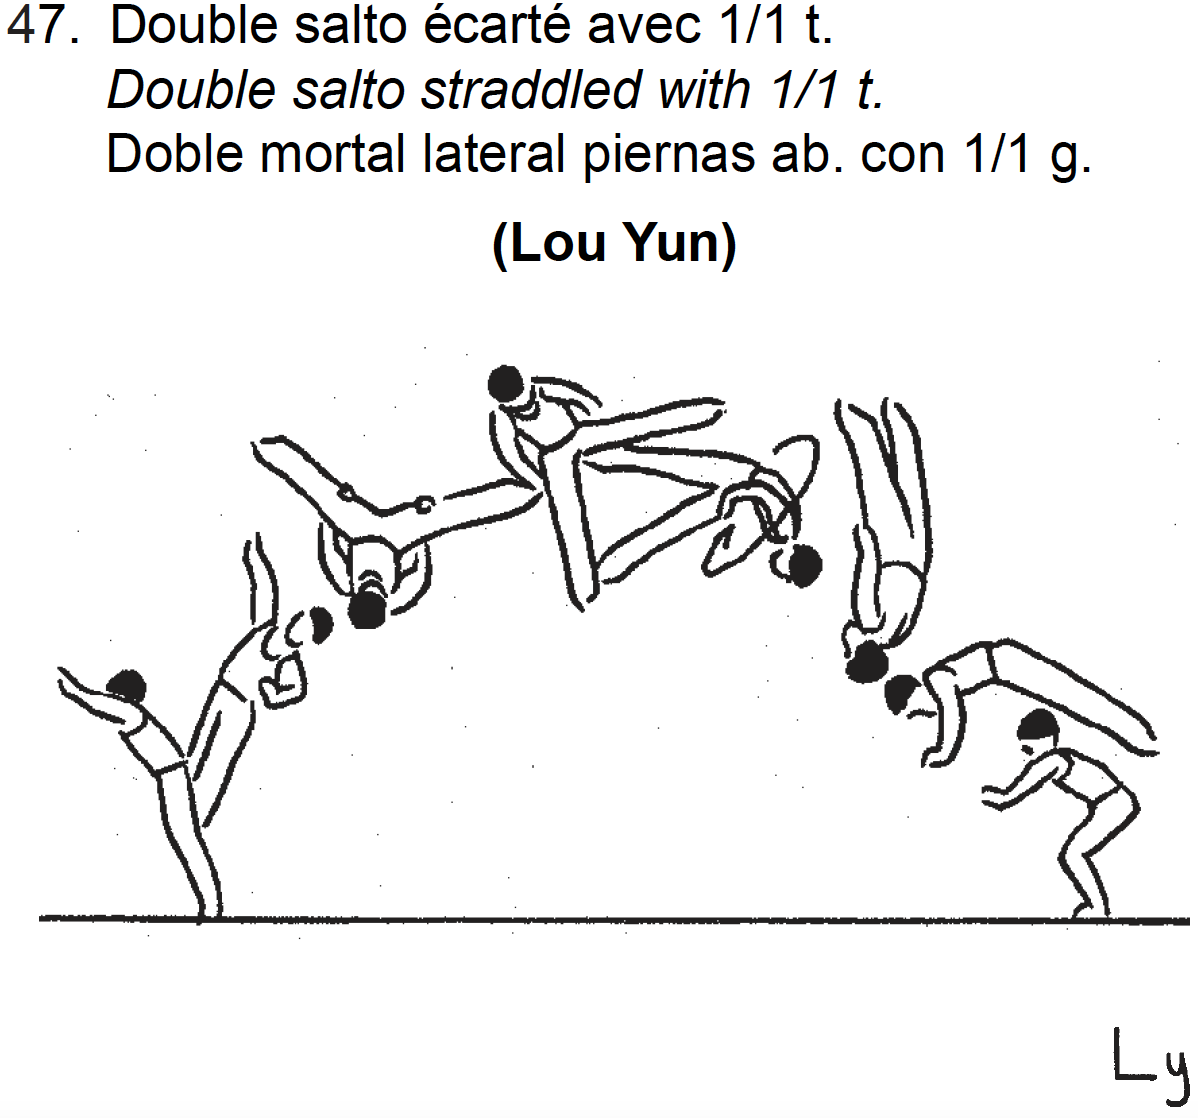 47. Double salto écarté avec 1/1 t.
Double salto straddled with 1/1 t.
Doble mortal lateral piernas ab. con 1/1 g.
(Lou Yun)
Ly